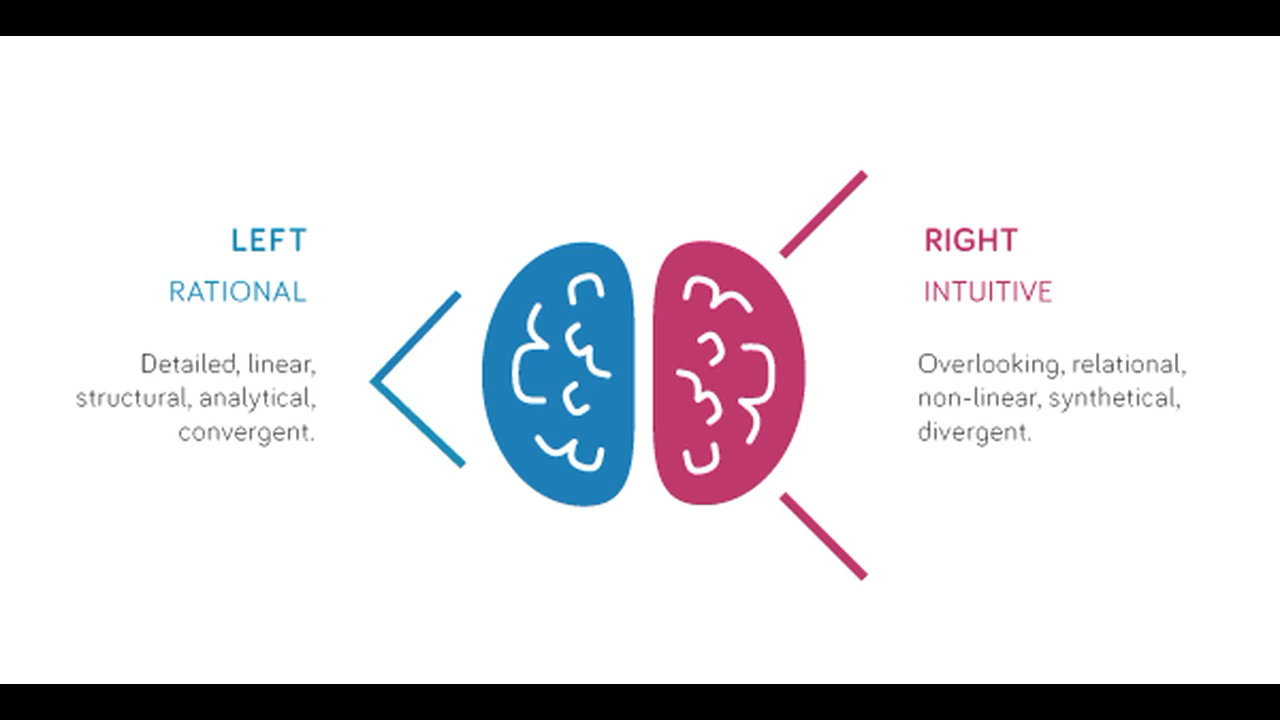 LEFT
RATIONAL
Detailed, linear,
structural, analytical,
convergent.
RIGHT
INTUITIVE
Overlooking, relational,
non-linear, synthetical,
divergent.